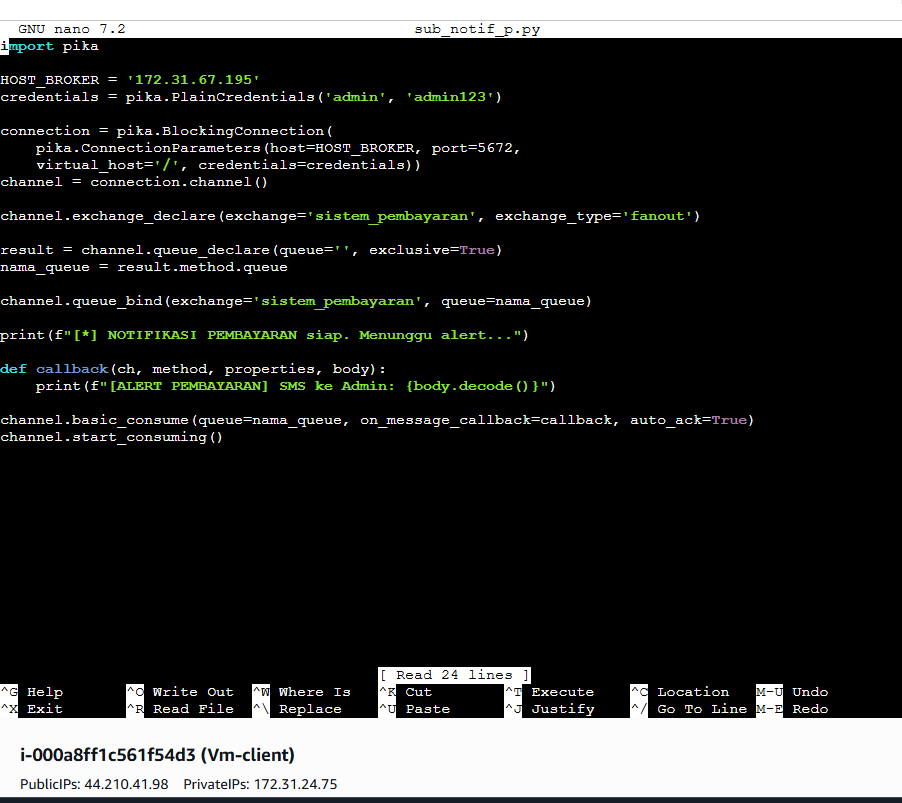 GNU nano 7.2 sub_notif_p.py
import pika
HOST_BROKER = '172.31.67.195'
credentials = pika.PlainCredentials('admin', 'admin123')
connection = pika.BlockingConnection(
    pika.ConnectionParameters(host=HOST_BROKER, port=5672,
    virtual_host='/', credentials=credentials))
channel = connection.channel()
channel.exchange_declare(exchange='sistem_pembayaran', exchange_type='fanout')
result = channel.queue_declare(queue='', exclusive=True)
nama_queue = result.method.queue
channel.queue_bind(exchange='sistem_pembayaran', queue=nama_queue)
print(f"[*] NOTIFIKASI PEMBAYARAN siap. Menunggu alert...")
def callback(ch, method, properties, body):
    print(f"[ALERT PEMBAYARAN] SMS ke Admin: {body.decode()}")
channel.basic_consume(queue=nama_queue, on_message_callback=callback, auto_ack=True)
channel.start_consuming()
[ Read 24 lines ]
^G Help ^O Write Out ^W Where Is ^K Cut ^T Execute ^C Location M-U Undo
^X Exit ^R Read File ^\ Replace ^U Paste ^J Justify ^/ Go To Line M-E Redo
i-000a8ff1c561f54d3 (Vm-client)
PublicIPs: 44.210.41.98 PrivateIPs: 172.31.24.75